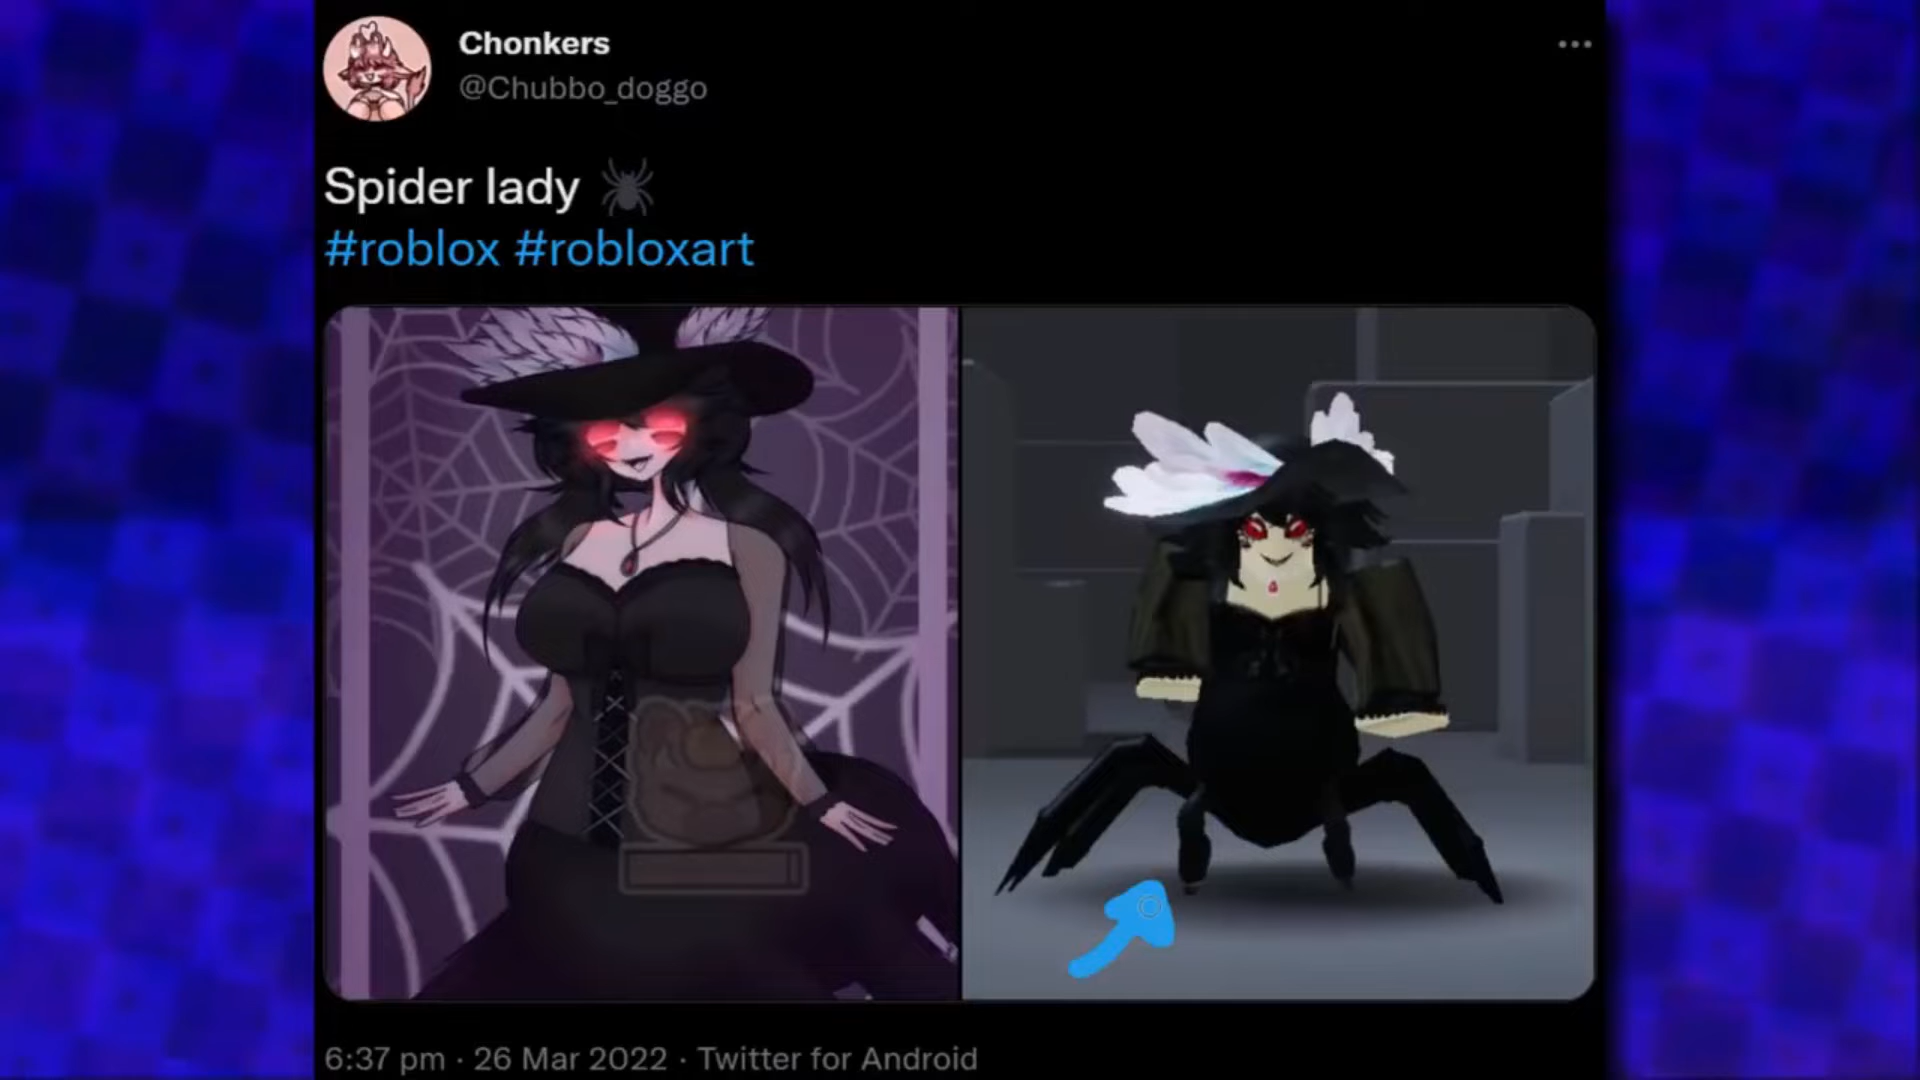 Chonkers
@Chubbo_doggo
Spider lady
#roblox #robloxart
6:37 pm · 26 Mar 2022 · Twitter for Android